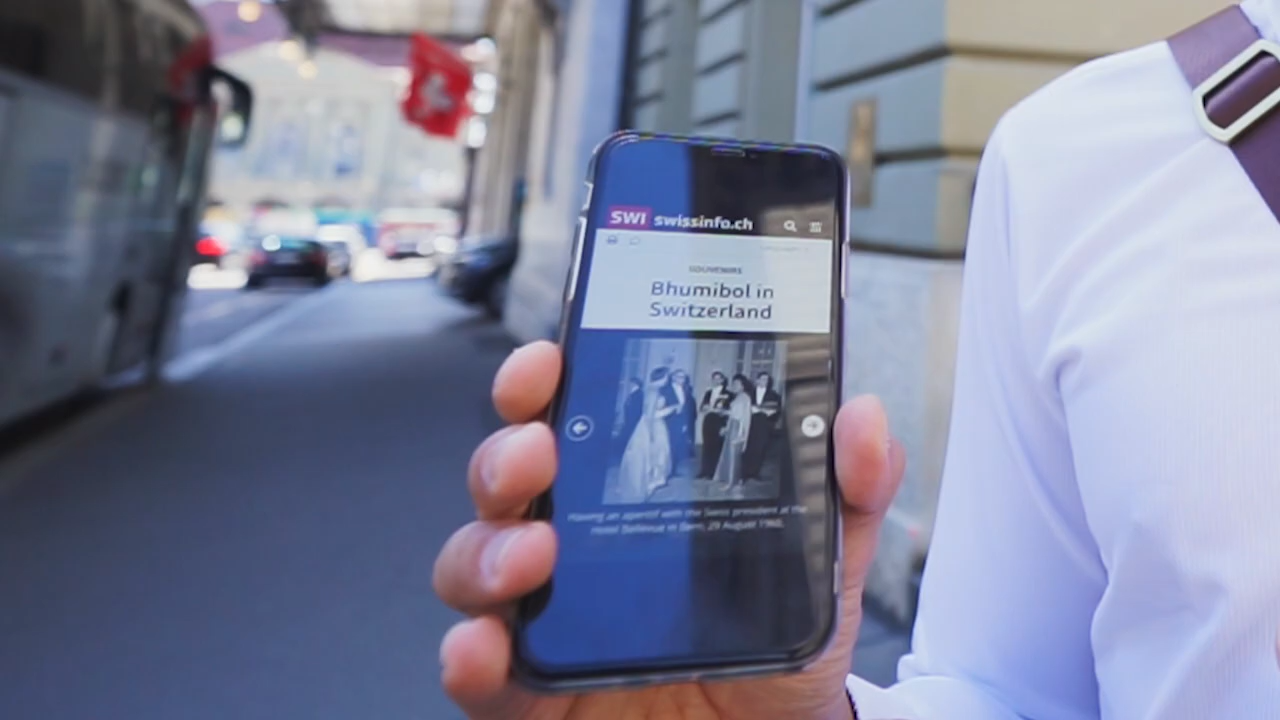 SWI swissinfo.ch
SOUVENIRS
Bhumibol in
Switzerland
Having an aperitif with the Swiss president at the
Hotel Bellevue in Bern, 29 August 1960.